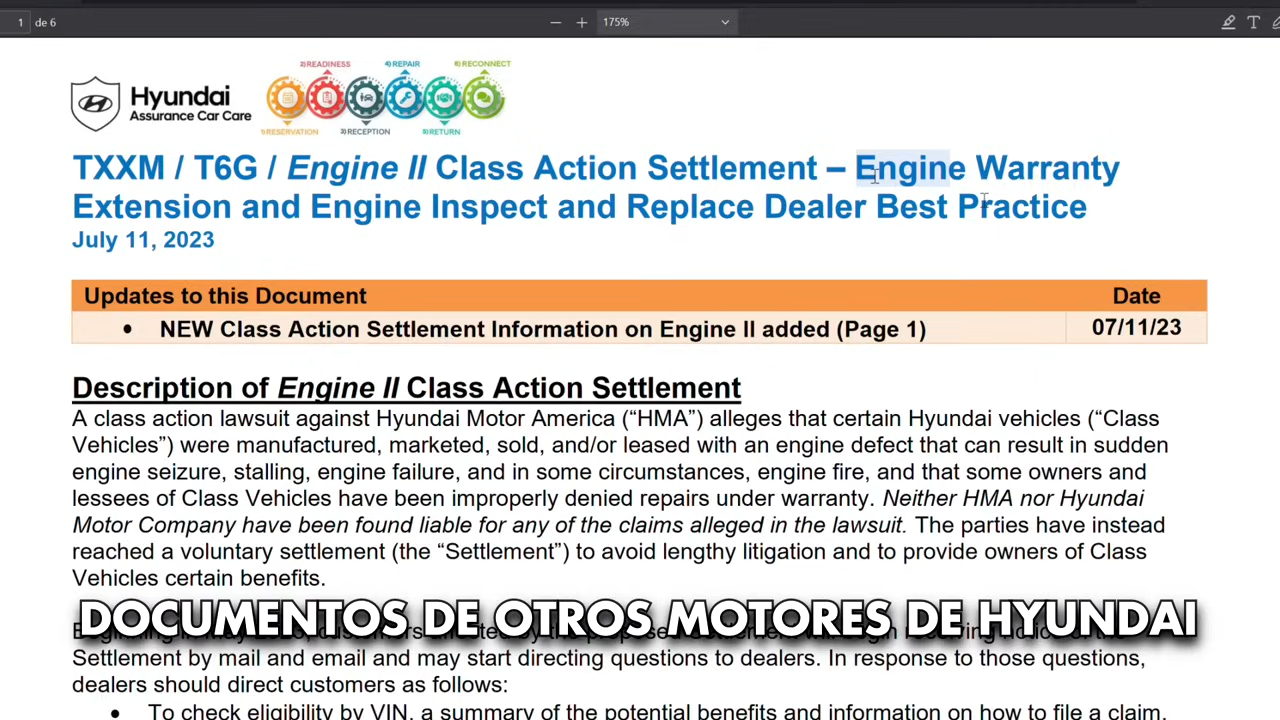 1 de 6
175%
Hyundai
Assurance Car Care
2)READINESS
4)REPAIR
6)RECONNECT
1)RESERVATION
3)RECEPTION
5)RETURN
TXXM / T6G / Engine II Class Action Settlement – Engine Warranty
Extension and Engine Inspect and Replace Dealer Best Practice
July 11, 2023
Updates to this Document Date
• NEW Class Action Settlement Information on Engine II added (Page 1) 07/11/23
Description of Engine II Class Action Settlement
A class action lawsuit against Hyundai Motor America (“HMA”) alleges that certain Hyundai vehicles (“Class
Vehicles”) were manufactured, marketed, sold, and/or leased with an engine defect that can result in sudden
engine seizure, stalling, engine failure, and in some circumstances, engine fire, and that some owners and
lessees of Class Vehicles have been improperly denied repairs under warranty. Neither HMA nor Hyundai
Motor Company have been found liable for any of the claims alleged in the lawsuit. The parties have instead
reached a voluntary settlement (the “Settlement”) to avoid lengthy litigation and to provide owners of Class
Vehicles certain benefits.
DOCUMENTOS DE OTROS MOTORES DE HYUNDAI
Settlement by mail and email and may start directing questions to dealers. In response to those questions,
dealers should direct customers as follows:
• To check eligibility by VIN, a summary of the potential benefits and information on how to file a claim,